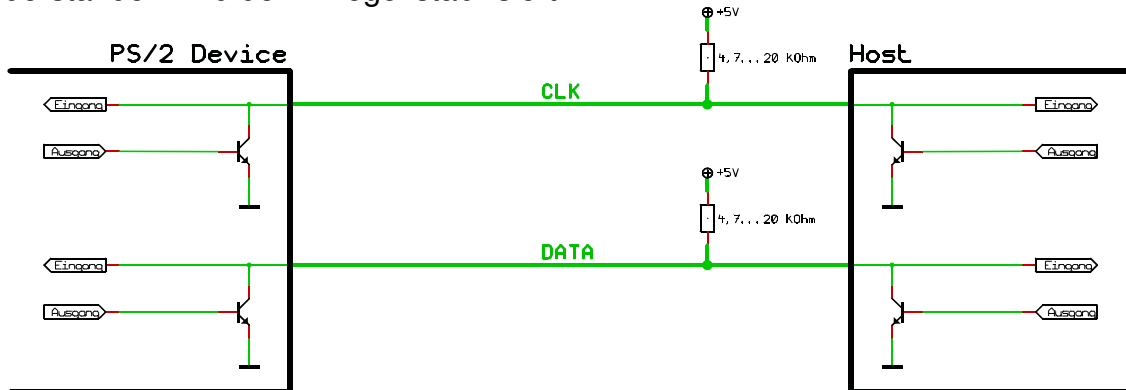 +5V
PS/2 Device
4,7... 20 KOhm
Host
CLK
Eingang
Eingang
Ausgang
Ausgang
+5V
4,7... 20 KOhm
DATA
Eingang
Eingang
Ausgang
Ausgang